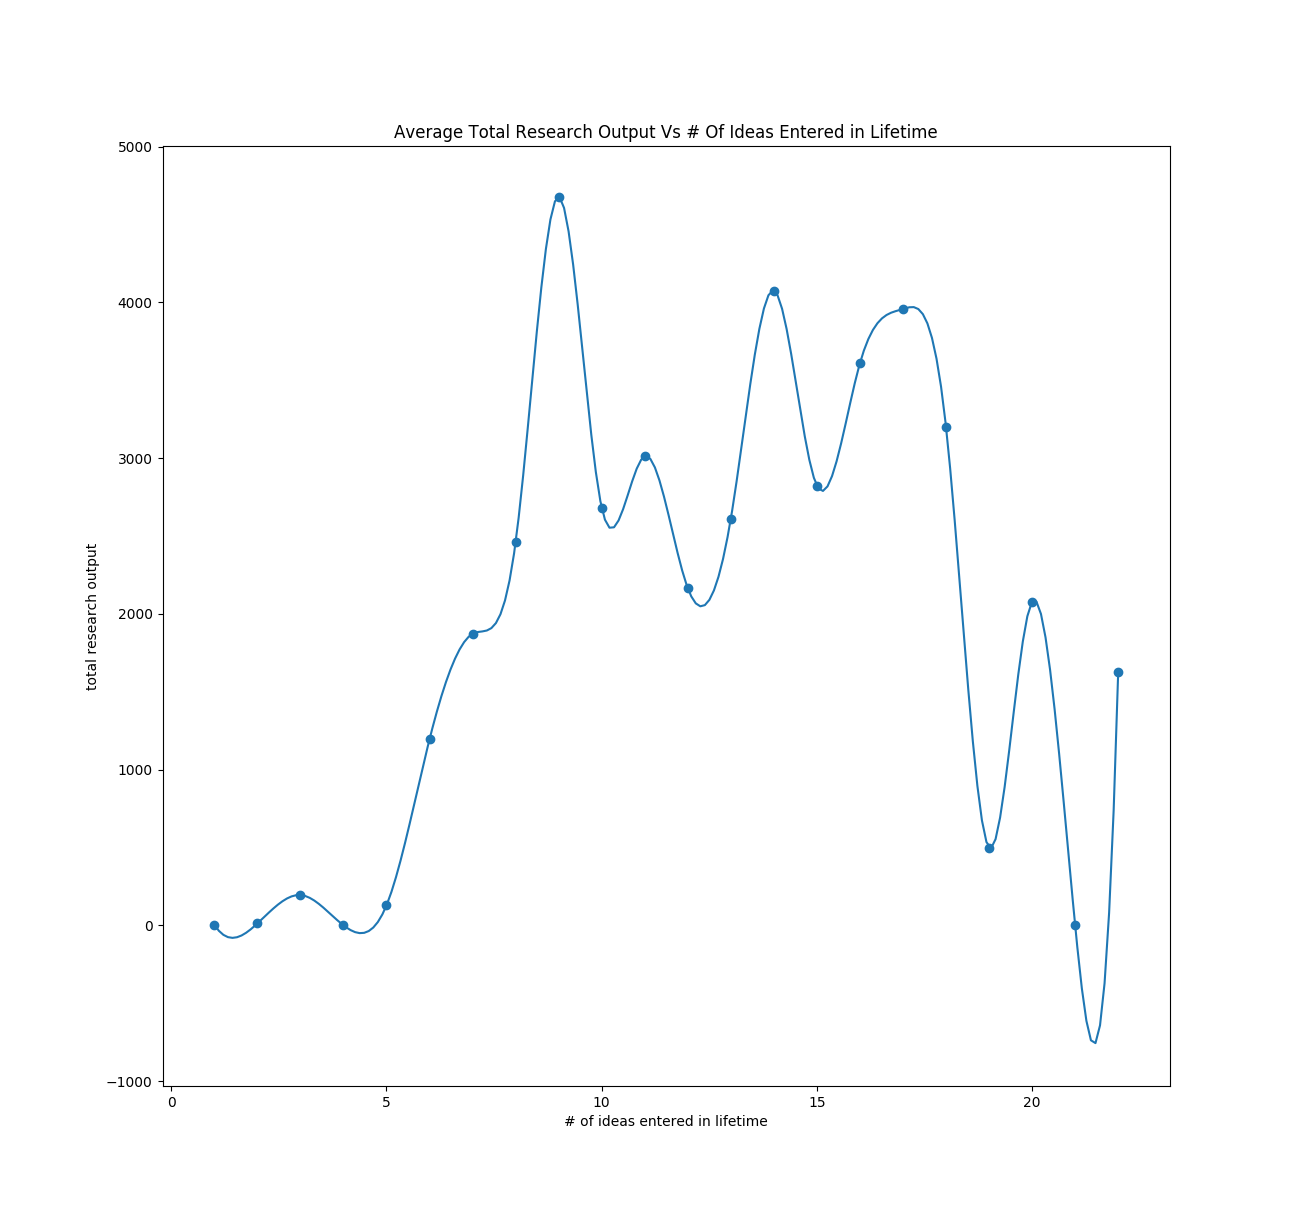 Average Total Research Output Vs # Of Ideas Entered in Lifetime
5000
4000
3000
2000
1000
0
−1000
total research output
0 5 10 15 20
# of ideas entered in lifetime